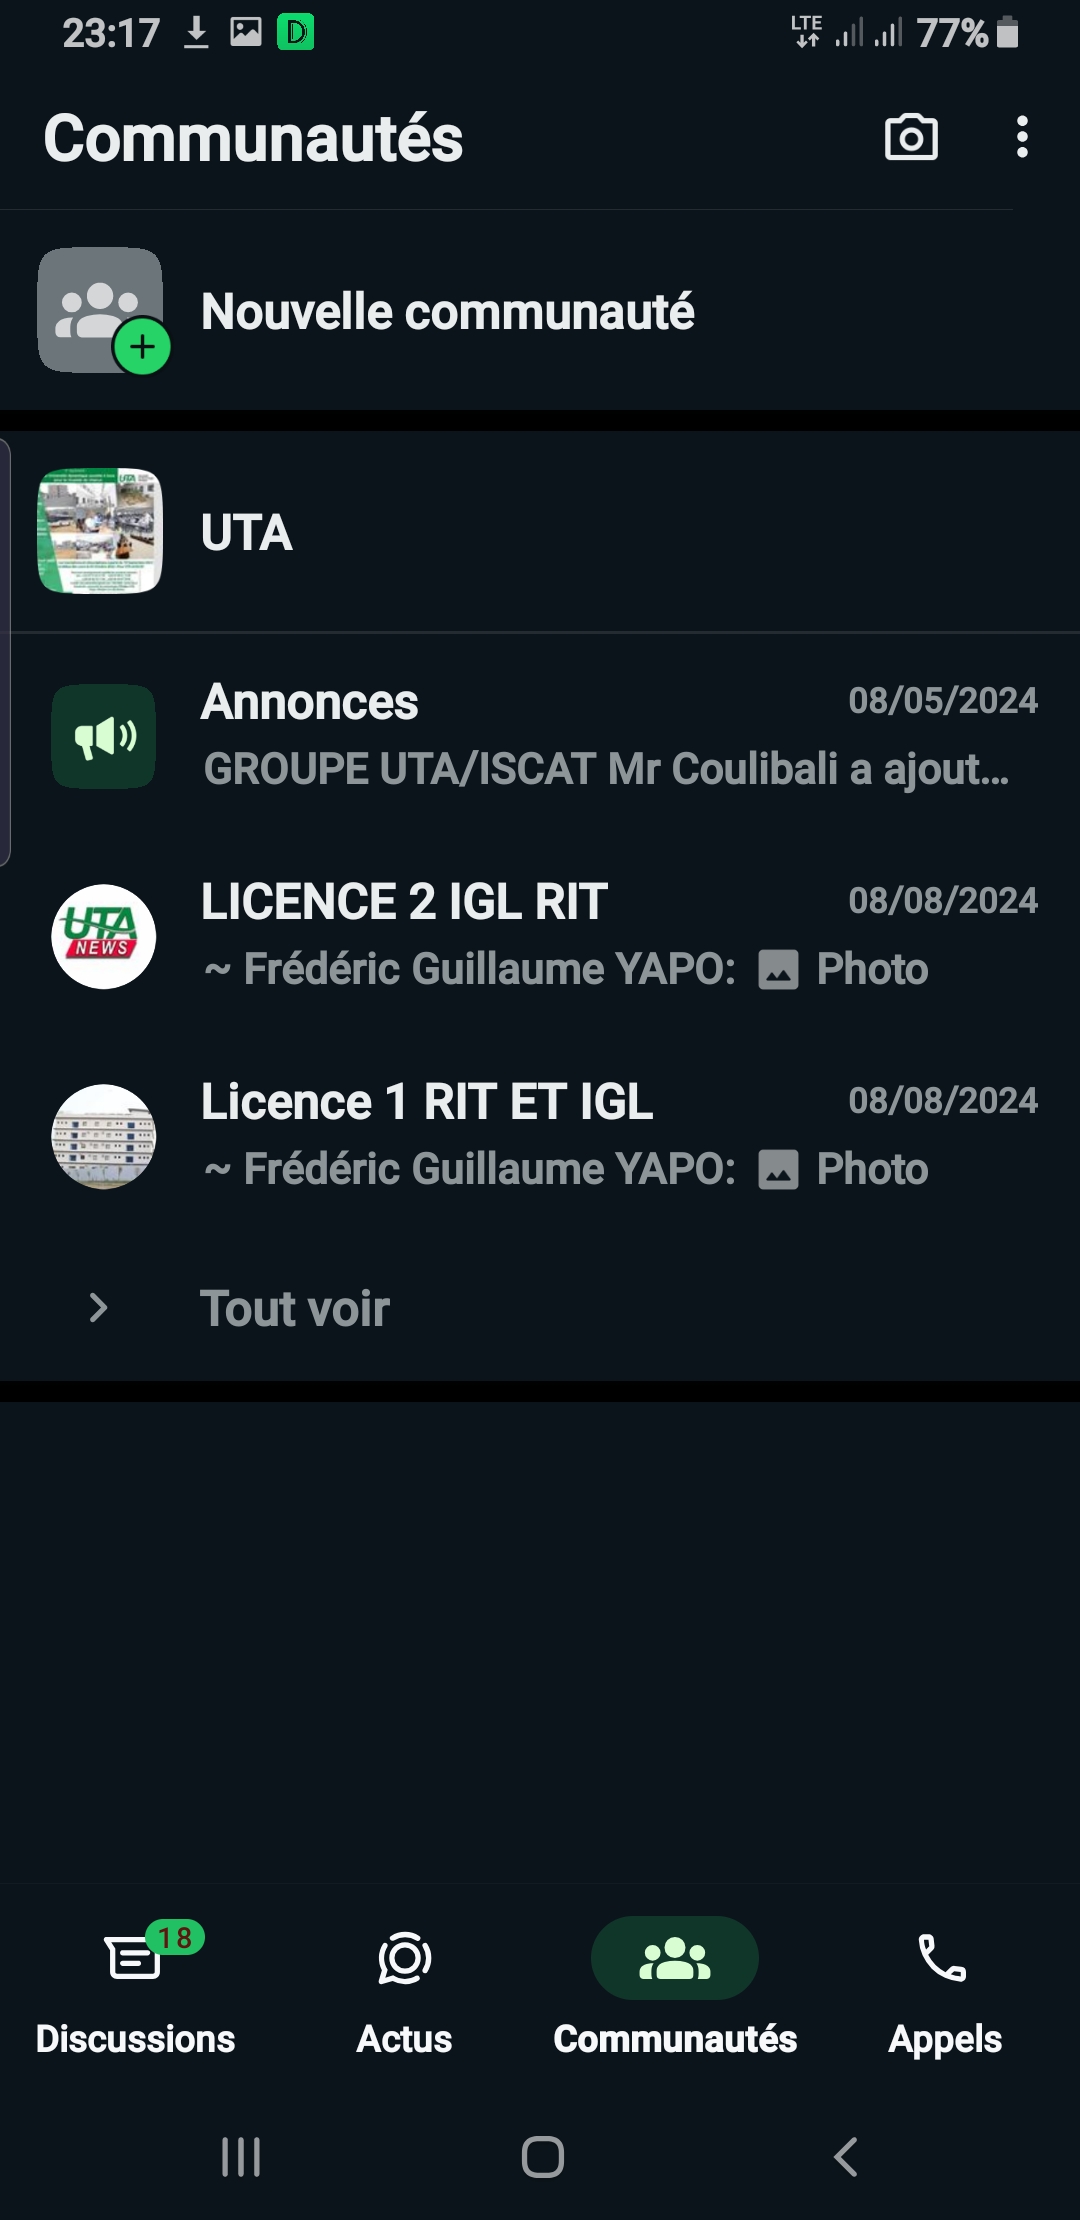 23:17 D LTE 77%
Communautés
Nouvelle communauté
UTA
UTA
Annonces 08/05/2024
GROUPE UTA/ISCAT Mr Coulibali a ajout...
UTA
NEWS
LICENCE 2 IGL RIT 08/08/2024
~ Frédéric Guillaume YAPO: Photo
Licence 1 RIT ET IGL 08/08/2024
~ Frédéric Guillaume YAPO: Photo
Tout voir
18
Discussions Actus Communautés Appels